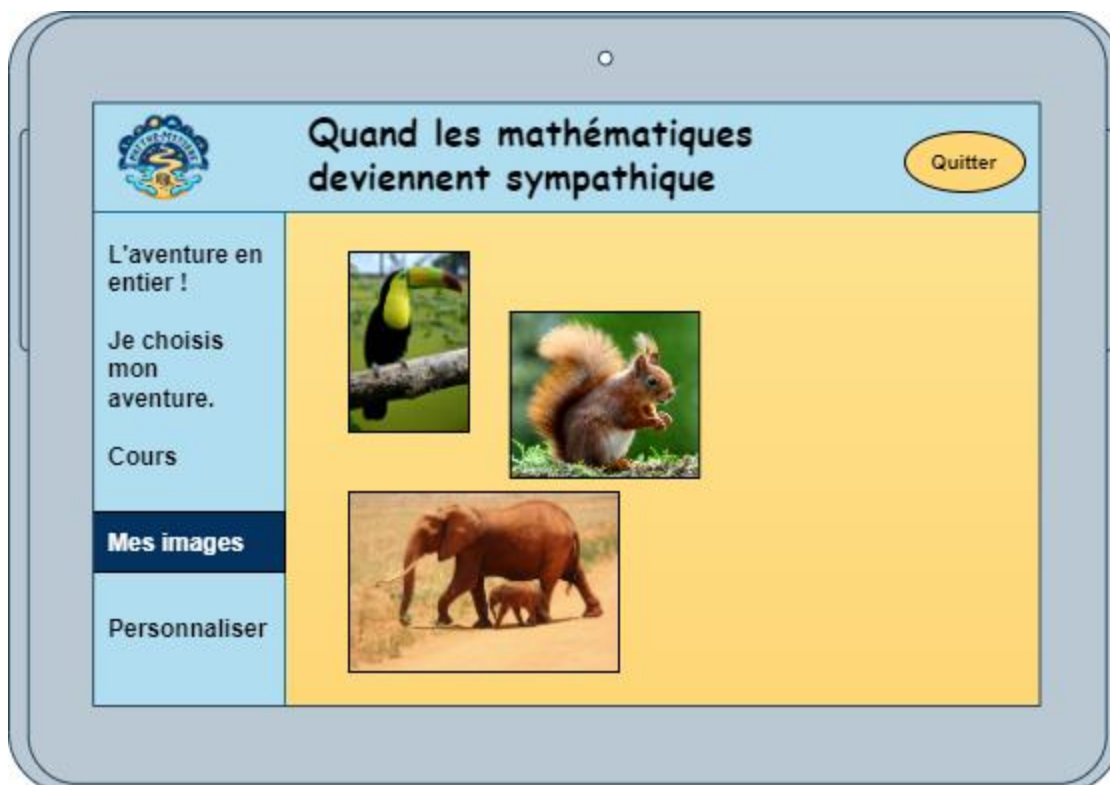 Quand les mathématiques
deviennent sympathique
Quitter
L'aventure en
entier !
Je choisis
mon
aventure.
Cours
Mes images
Personnaliser